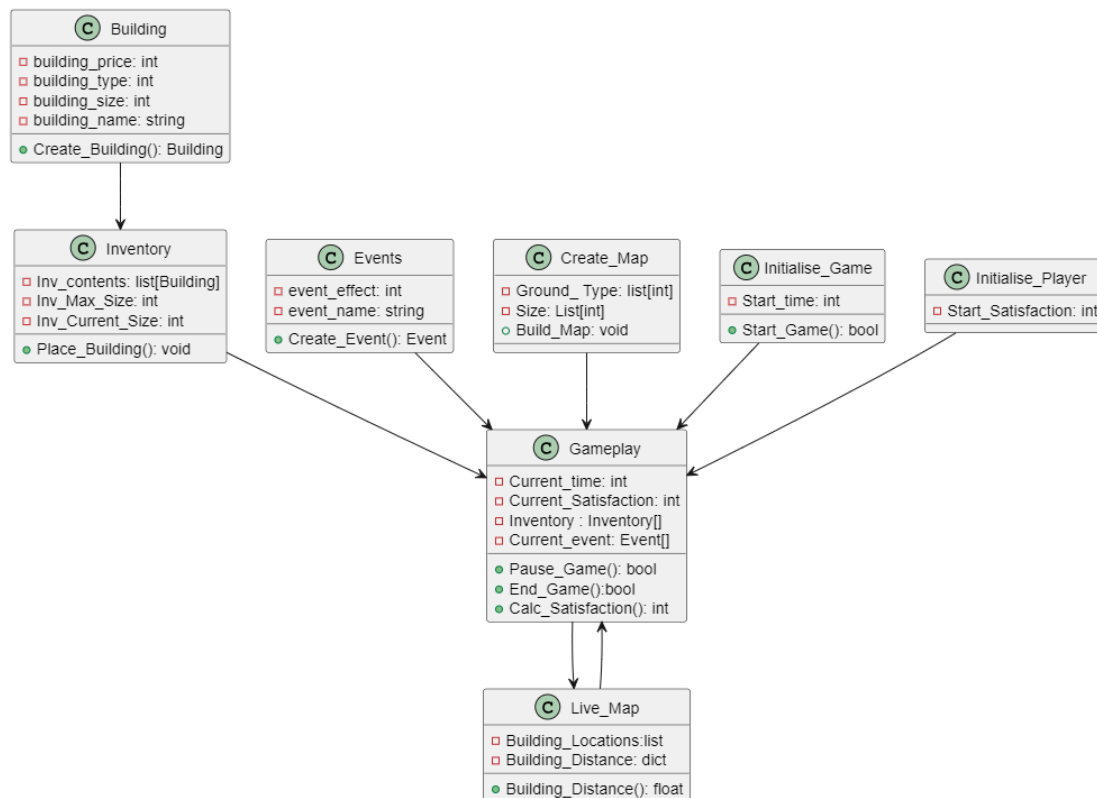 C Building
building_price: int
building_type: int
building_size: int
building_name: string
Create_Building(): Building
C Inventory
Inv_contents: list[Building]
Inv_Max_Size: int
Inv_Current_Size: int
Place_Building(): void
C Events
event_effect: int
event_name: string
Create_Event(): Event
C Create_Map
Ground_ Type: list[int]
Size: List[int]
Build_Map: void
C Initialise_Game
Start_time: int
Start_Game(): bool
C Initialise_Player
Start_Satisfaction: int
C Gameplay
Current_time: int
Current_Satisfaction: int
Inventory : Inventory[]
Current_event: Event[]
Pause_Game(): bool
End_Game():bool
Calc_Satisfaction(): int
C Live_Map
Building_Locations:list
Building_Distance: dict
Building_Distance(): float